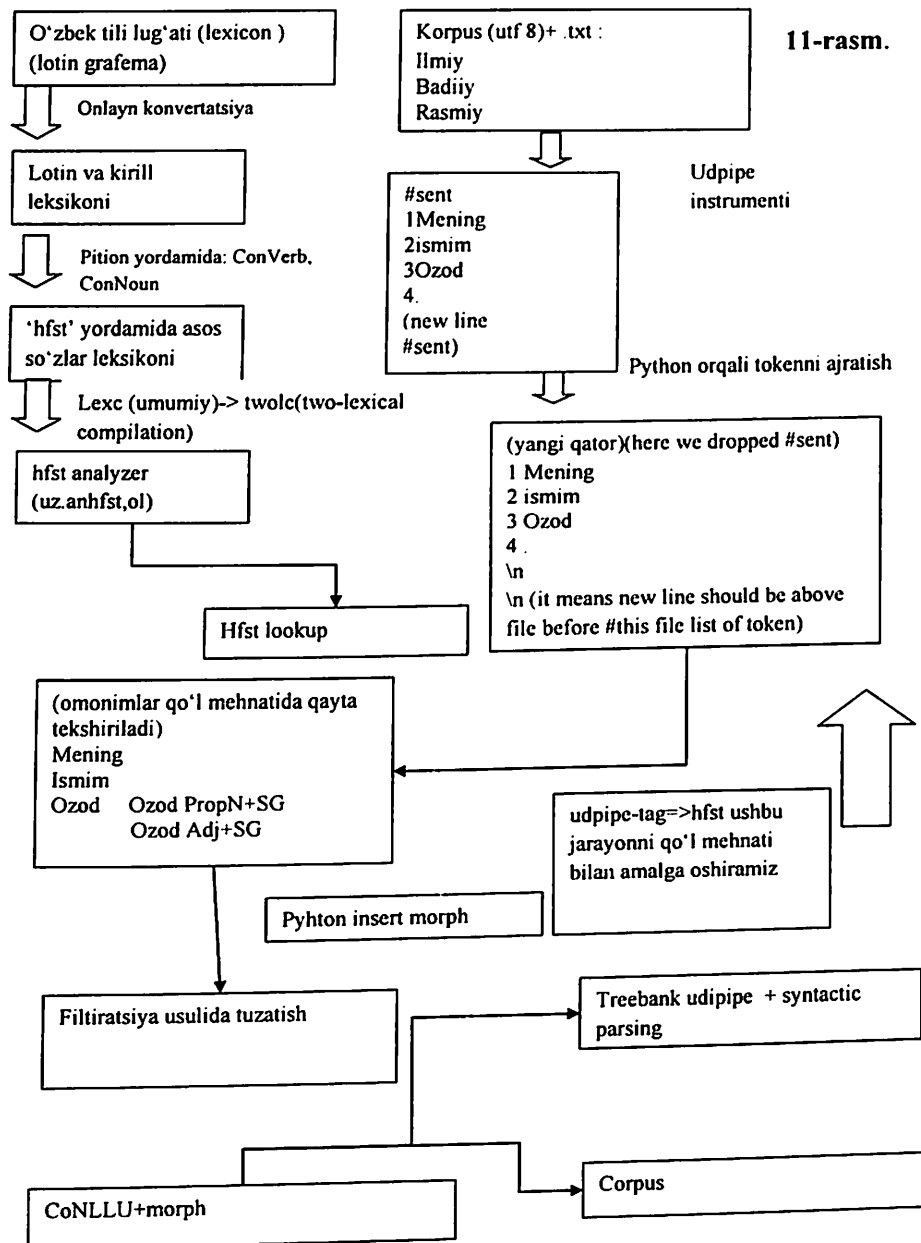 11-rasm.
O‘zbek tili lug‘ati (lexicon )
(lotin grafema)
Onlayn konvertatsiya
Lotin va kirill
leksikoni
Pition yordamida: ConVerb,
ConNoun
‘hfst’ yordamida asos
so‘zlar leksikoni
Lexc (umumiy)-> twolc(two-lexical
compilation)
hfst analyzer
(uz.anhfst,ol)
Hfst lookup
Korpus (utf 8)+ .txt :
Ilmiy
Badiiy
Rasmiy
Udpipe
instrumenti
#sent
1Mening
2ismim
3Ozod
4.
(new line
#sent)
Python orqali tokenni ajratish
(yangi qator)(here we dropped #sent)
1 Mening
2 ismim
3 Ozod
4 .
\n
\n (it means new line should be above
file before #this file list of token)
(omonimlar qo‘l mehnatida qayta
tekshiriladi)
Mening
Ismim
Ozod Ozod PropN+SG
Ozod Adj+SG
udpipe-tag=>hfst ushbu
jarayonni qo‘l mehnati
bilan amalga oshiramiz
Pyhton insert morph
Filtiratsiya usulida tuzatish
Treebank udipipe + syntactic
parsing
CoNLLU+morph
Corpus